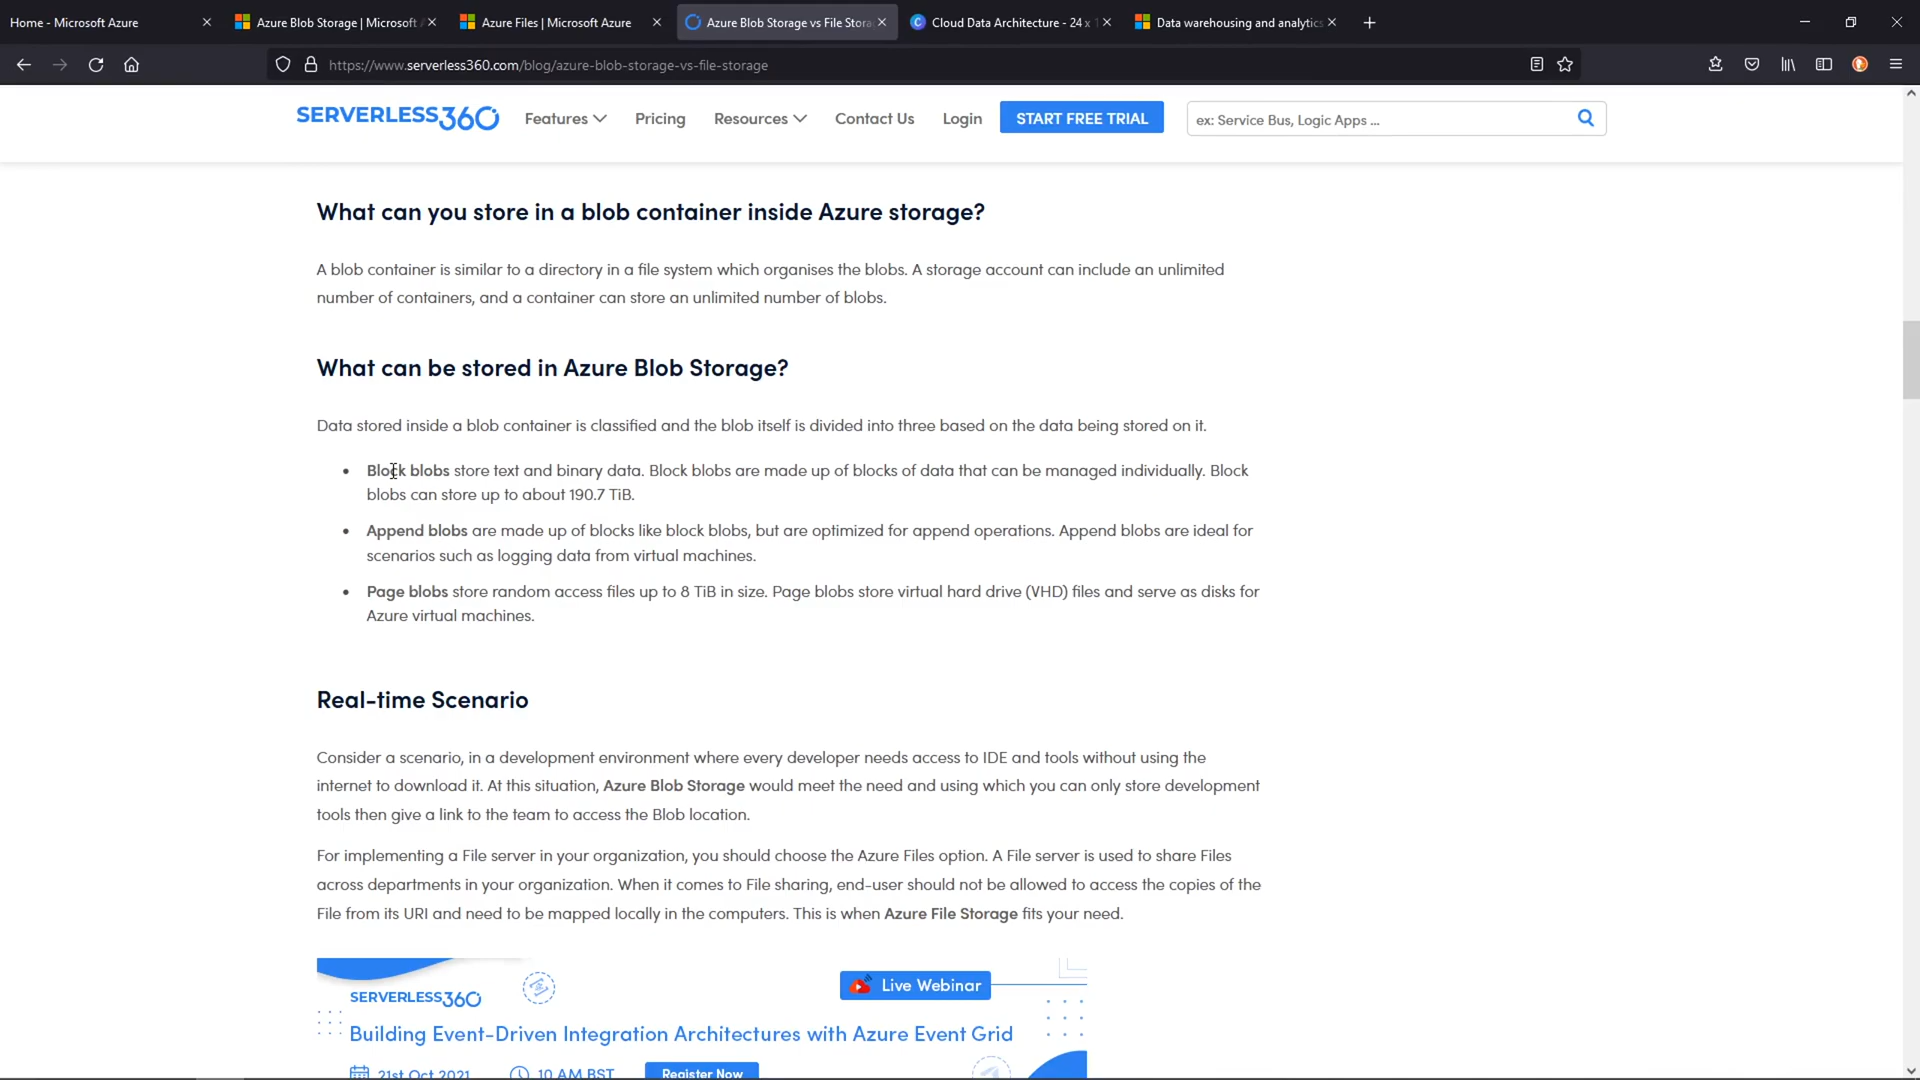 Home - Microsoft Azure
Azure Blob Storage | Microsoft A
Azure Files | Microsoft Azure
Azure Blob Storage vs File Stora
Cloud Data Architecture - 24 x 1
Data warehousing and analytics
https://www.serverless360.com/blog/azure-blob-storage-vs-file-storage
SERVERLESS360
Features
Pricing
Resources
Contact Us
Login
START FREE TRIAL
ex: Service Bus, Logic Apps ...
What can you store in a blob container inside Azure storage?
A blob container is similar to a directory in a file system which organises the blobs. A storage account can include an unlimited
number of containers, and a container can store an unlimited number of blobs.
What can be stored in Azure Blob Storage?
Data stored inside a blob container is classified and the blob itself is divided into three based on the data being stored on it.
• Block blobs store text and binary data. Block blobs are made up of blocks of data that can be managed individually. Block
blobs can store up to about 190.7 TiB.
• Append blobs are made up of blocks like block blobs, but are optimized for append operations. Append blobs are ideal for
scenarios such as logging data from virtual machines.
• Page blobs store random access files up to 8 TiB in size. Page blobs store virtual hard drive (VHD) files and serve as disks for
Azure virtual machines.
Real-time Scenario
Consider a scenario, in a development environment where every developer needs access to IDE and tools without using the
internet to download it. At this situation, Azure Blob Storage would meet the need and using which you can only store development
tools then give a link to the team to access the Blob location.
For implementing a File server in your organization, you should choose the Azure Files option. A File server is used to share Files
across departments in your organization. When it comes to File sharing, end-user should not be allowed to access the copies of the
File from its URI and need to be mapped locally in the computers. This is when Azure File Storage fits your need.
SERVERLESS360
Live Webinar
Building Event-Driven Integration Architectures with Azure Event Grid
21st Oct 2021
10 AM BST
Register Now